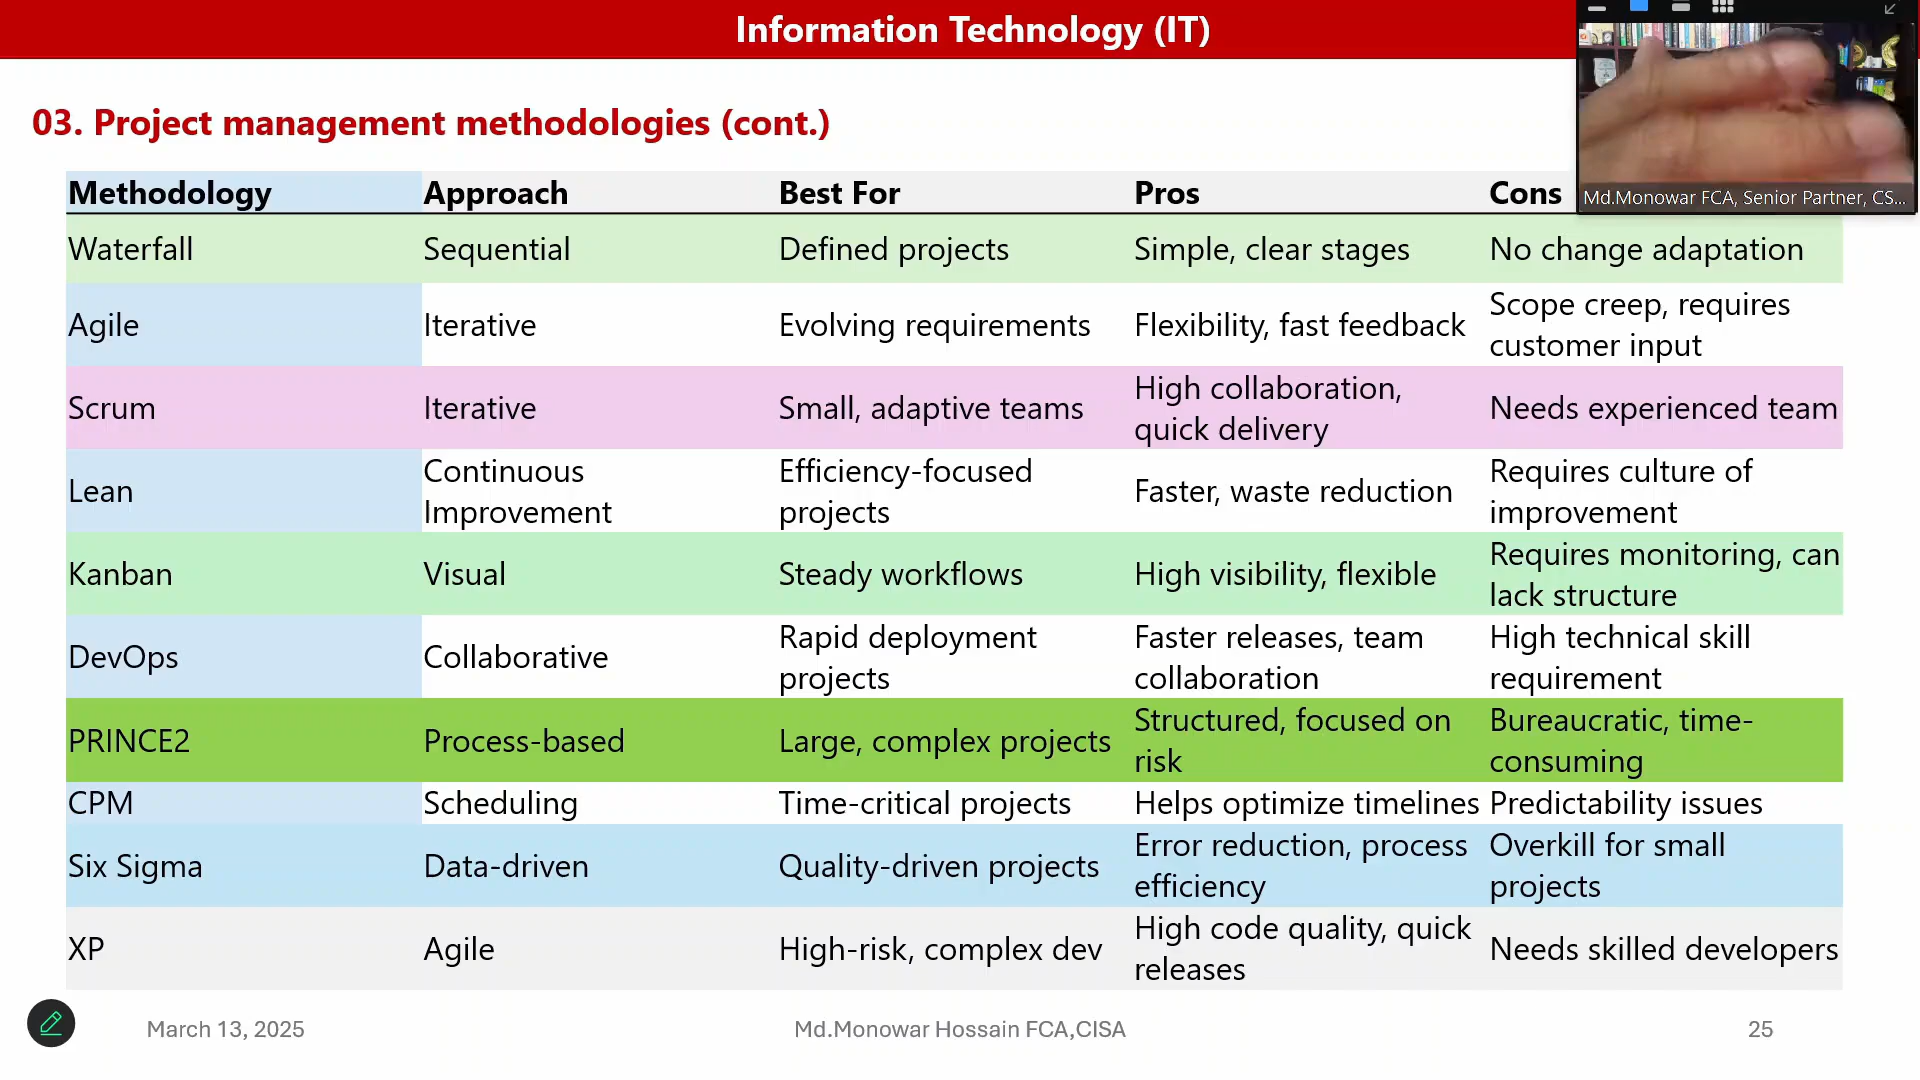 Information Technology (IT)
Md.Monowar FCA, Senior Partner, CS...
03. Project management methodologies (cont.)
Methodology Approach Best For Pros Cons
Waterfall Sequential Defined projects Simple, clear stages No change adaptation
Agile Iterative Evolving requirements Flexibility, fast feedback Scope creep, requires
customer input
Scrum Iterative Small, adaptive teams High collaboration,
quick delivery Needs experienced team
Lean Continuous
Improvement Efficiency-focused
projects Faster, waste reduction Requires culture of
improvement
Kanban Visual Steady workflows High visibility, flexible Requires monitoring, can
lack structure
DevOps Collaborative Rapid deployment
projects Faster releases, team
collaboration High technical skill
requirement
PRINCE2 Process-based Large, complex projects Structured, focused on
risk Bureaucratic, time-
consuming
CPM Scheduling Time-critical projects Helps optimize timelines Predictability issues
Six Sigma Data-driven Quality-driven projects Error reduction, process
efficiency Overkill for small
projects
XP Agile High-risk, complex dev High code quality, quick
releases Needs skilled developers
March 13, 2025 Md.Monowar Hossain FCA,CISA 25